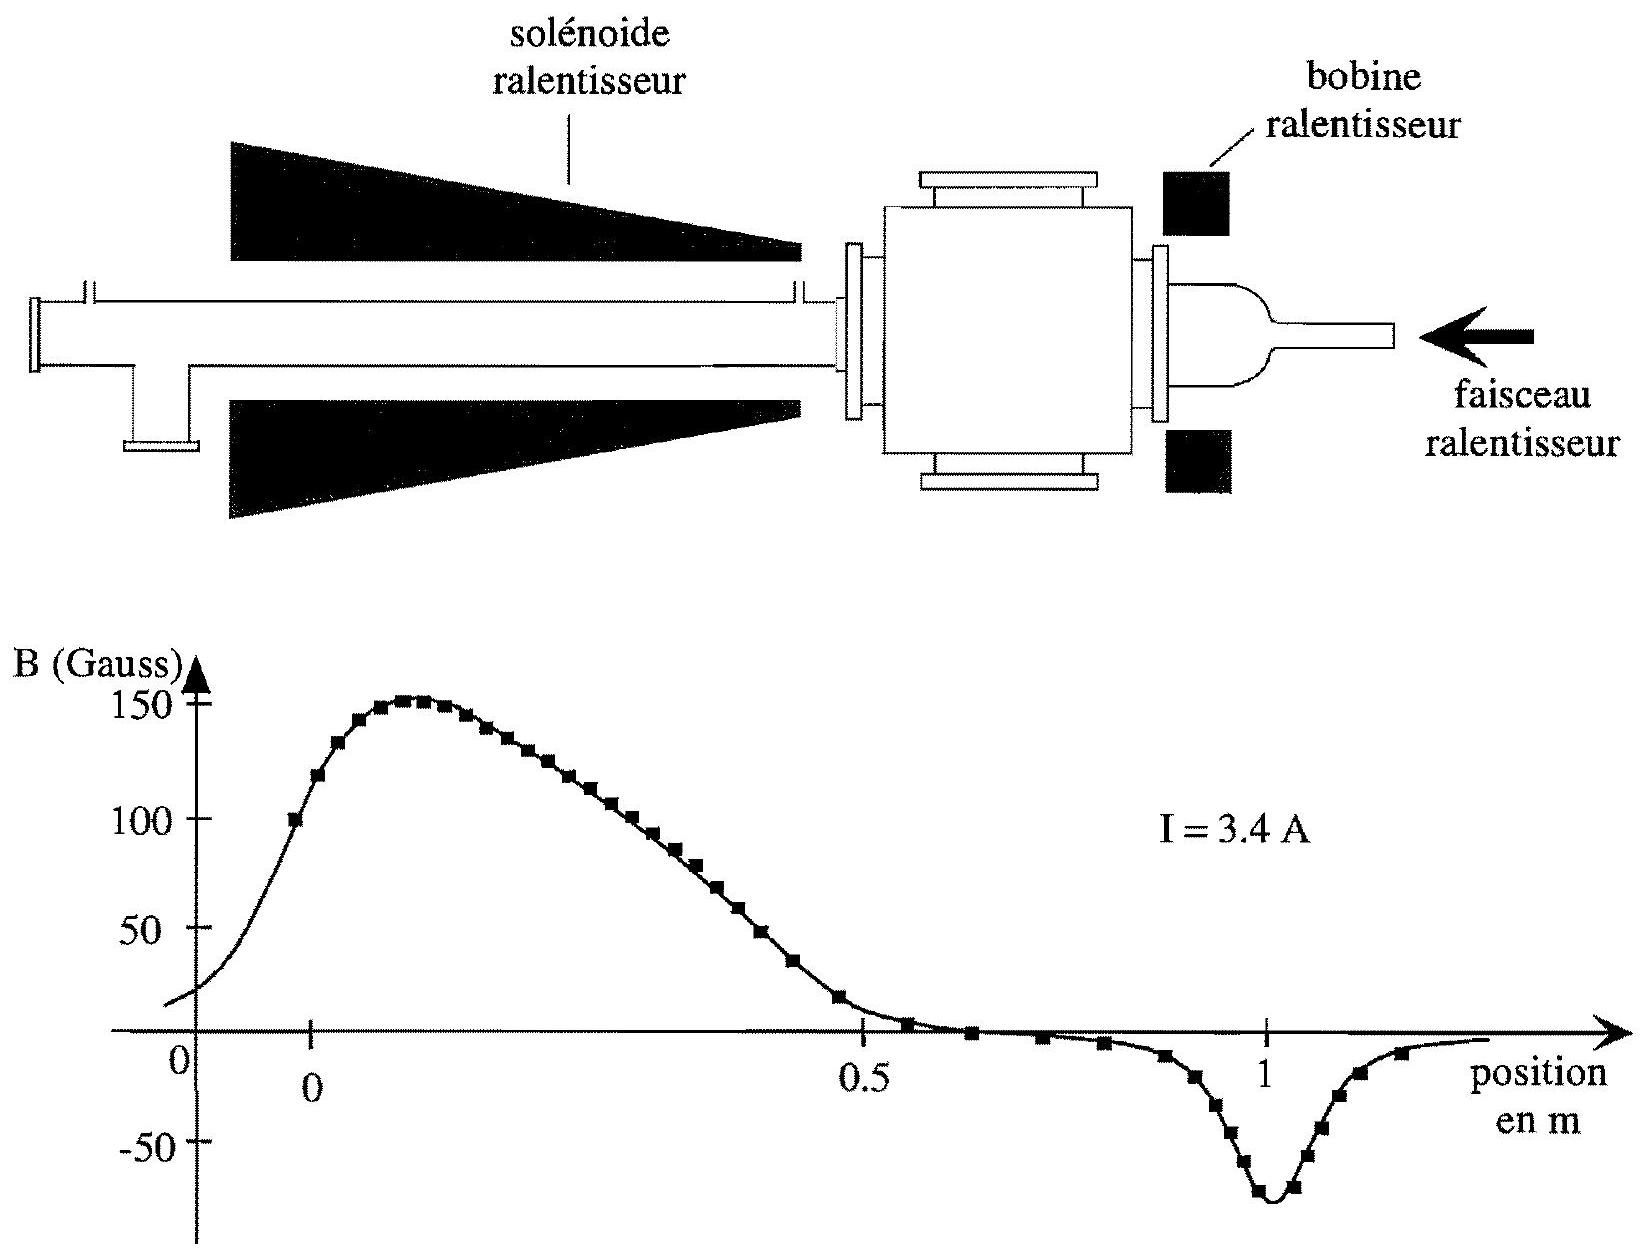 solénoide
ralentisseur
bobine
ralentisseur
faisceau
ralentisseur
B (Gauss)
150
100
I = 3.4 A
50
0
0
0.5
1
position
en m
-50